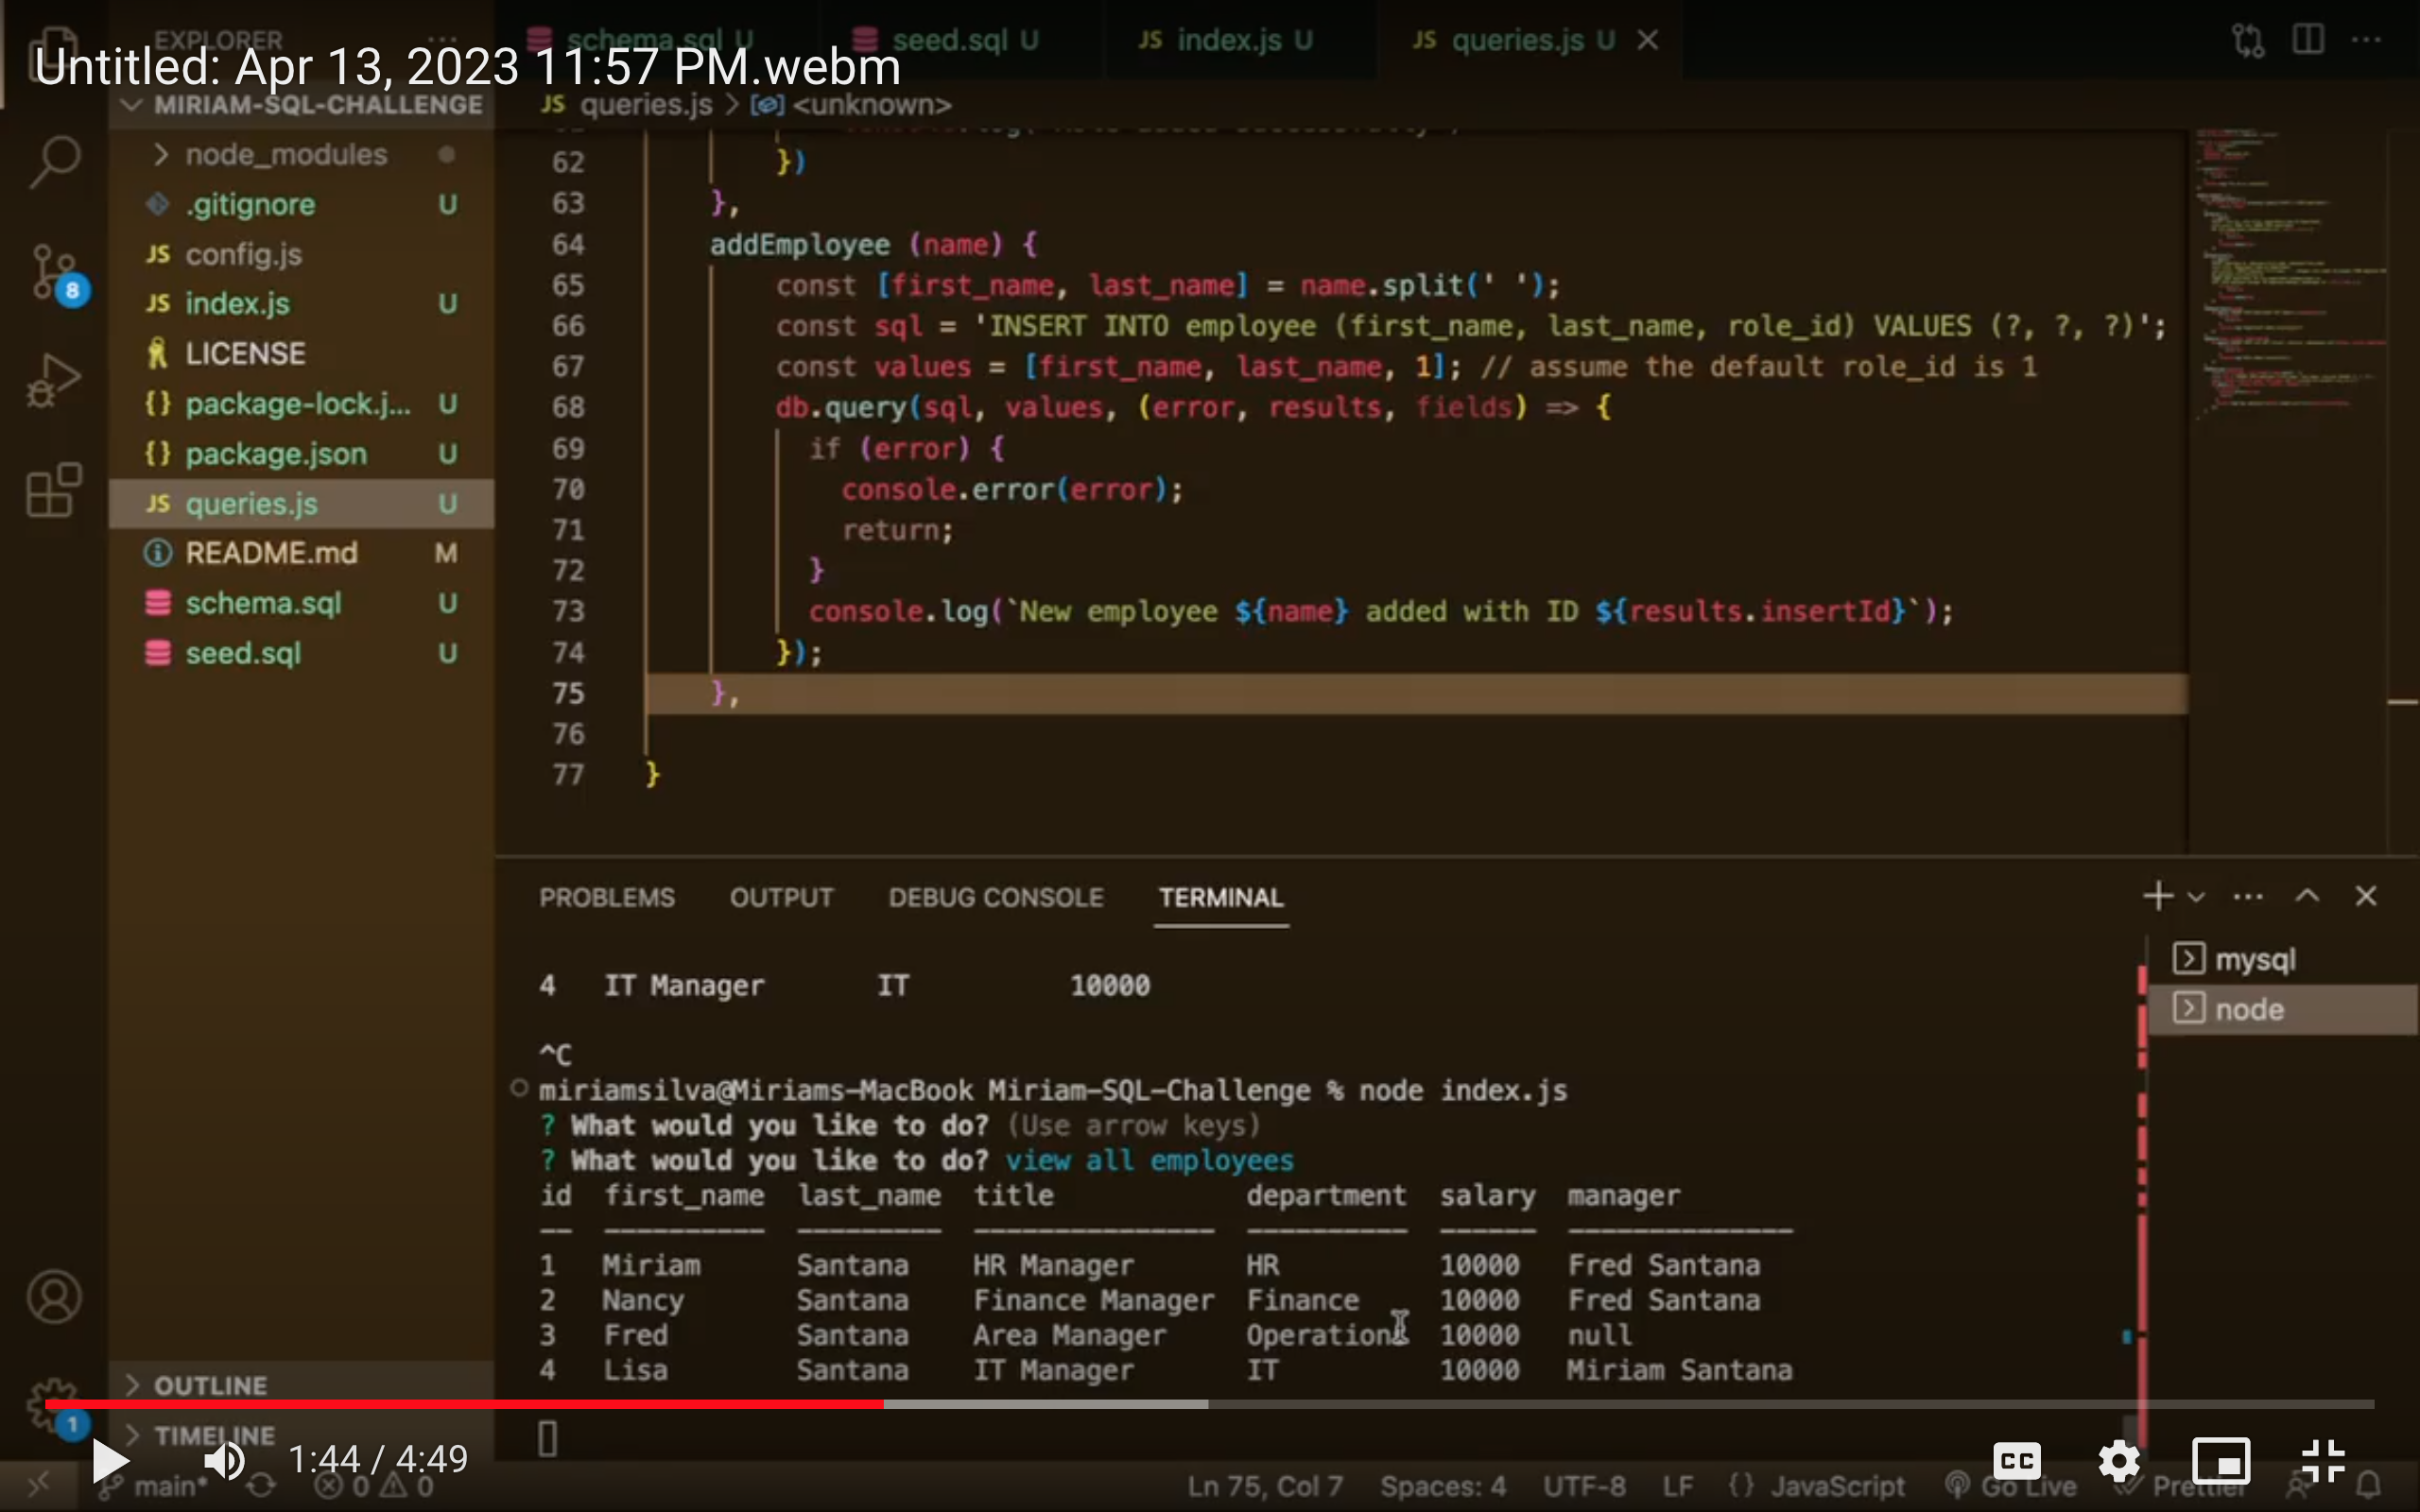 EXPLORER
schema.sql U
seed.sql U
JS index.js U
JS queries.js U
Untitled: Apr 13, 2023 11:57 PM.webm
MIRIAM-SQL-CHALLENGE
JS queries.js > <unknown>
node_modules
.gitignore U
JS config.js
JS index.js U
LICENSE
{} package-lock.j... U
{} package.json U
JS queries.js U
README.md M
schema.sql U
seed.sql U
8
62 })
63 },
64 addEmployee (name) {
65 const [first_name, last_name] = name.split(' ');
66 const sql = 'INSERT INTO employee (first_name, last_name, role_id) VALUES (?, ?, ?)';
67 const values = [first_name, last_name, 1]; // assume the default role_id is 1
68 db.query(sql, values, (error, results, fields) => {
69 if (error) {
70 console.error(error);
71 return;
72 }
73 console.log(`New employee ${name} added with ID ${results.insertId}`);
74 });
75 },
76
77 }
PROBLEMS OUTPUT DEBUG CONSOLE TERMINAL
mysql
node
4 IT Manager IT 10000
^C
miriamsilva@Miriams-MacBook Miriam-SQL-Challenge % node index.js
? What would you like to do? (Use arrow keys)
? What would you like to do? view all employees
id first_name last_name title department salary manager
-- ---------- --------- --------------- ---------- ------ --------------
1 Miriam Santana HR Manager HR 10000 Fred Santana
2 Nancy Santana Finance Manager Finance 10000 Fred Santana
3 Fred Santana Area Manager Operations 10000 null
4 Lisa Santana IT Manager IT 10000 Miriam Santana
OUTLINE
1
TIMELINE
1:44 / 4:49
CC
main* 0 0 Ln 75, Col 7 Spaces: 4 UTF-8 LF {} JavaScript Go Live Prettier